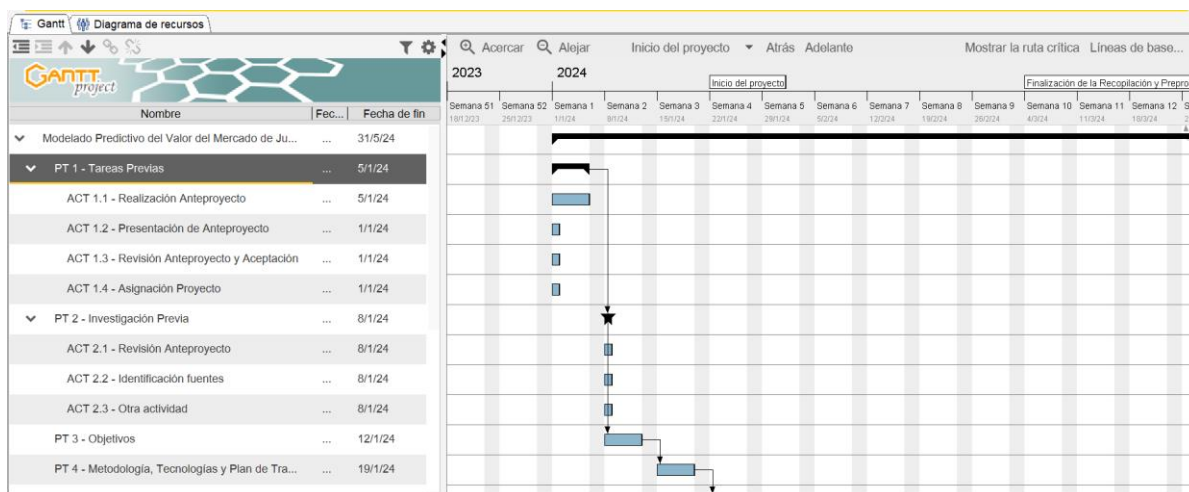 Gantt Diagrama de recursos
Acercar Alejar Inicio del proyecto Atrás Adelante Mostrar la ruta crítica Líneas de base...
GANTT
project
2023 2024
Inicio del proyecto Finalización de la Recopilación y Prepro
Semana 51 Semana 52 Semana 1 Semana 2 Semana 3 Semana 4 Semana 5 Semana 6 Semana 7 Semana 8 Semana 9 Semana 10 Semana 11 Semana 12 S
18/12/23 25/12/23 1/1/24 8/1/24 15/1/24 22/1/24 29/1/24 5/2/24 12/2/24 19/2/24 26/2/24 4/3/24 11/3/24 18/3/24 2
Nombre Fec... Fecha de fin
Modelado Predictivo del Valor del Mercado de Ju... ... 31/5/24
PT 1 - Tareas Previas ... 5/1/24
ACT 1.1 - Realización Anteproyecto ... 5/1/24
ACT 1.2 - Presentación de Anteproyecto ... 1/1/24
ACT 1.3 - Revisión Anteproyecto y Aceptación ... 1/1/24
ACT 1.4 - Asignación Proyecto ... 1/1/24
PT 2 - Investigación Previa ... 8/1/24
ACT 2.1 - Revisión Anteproyecto ... 8/1/24
ACT 2.2 - Identificación fuentes ... 8/1/24
ACT 2.3 - Otra actividad ... 8/1/24
PT 3 - Objetivos ... 12/1/24
PT 4 - Metodología, Tecnologías y Plan de Tra... ... 19/1/24